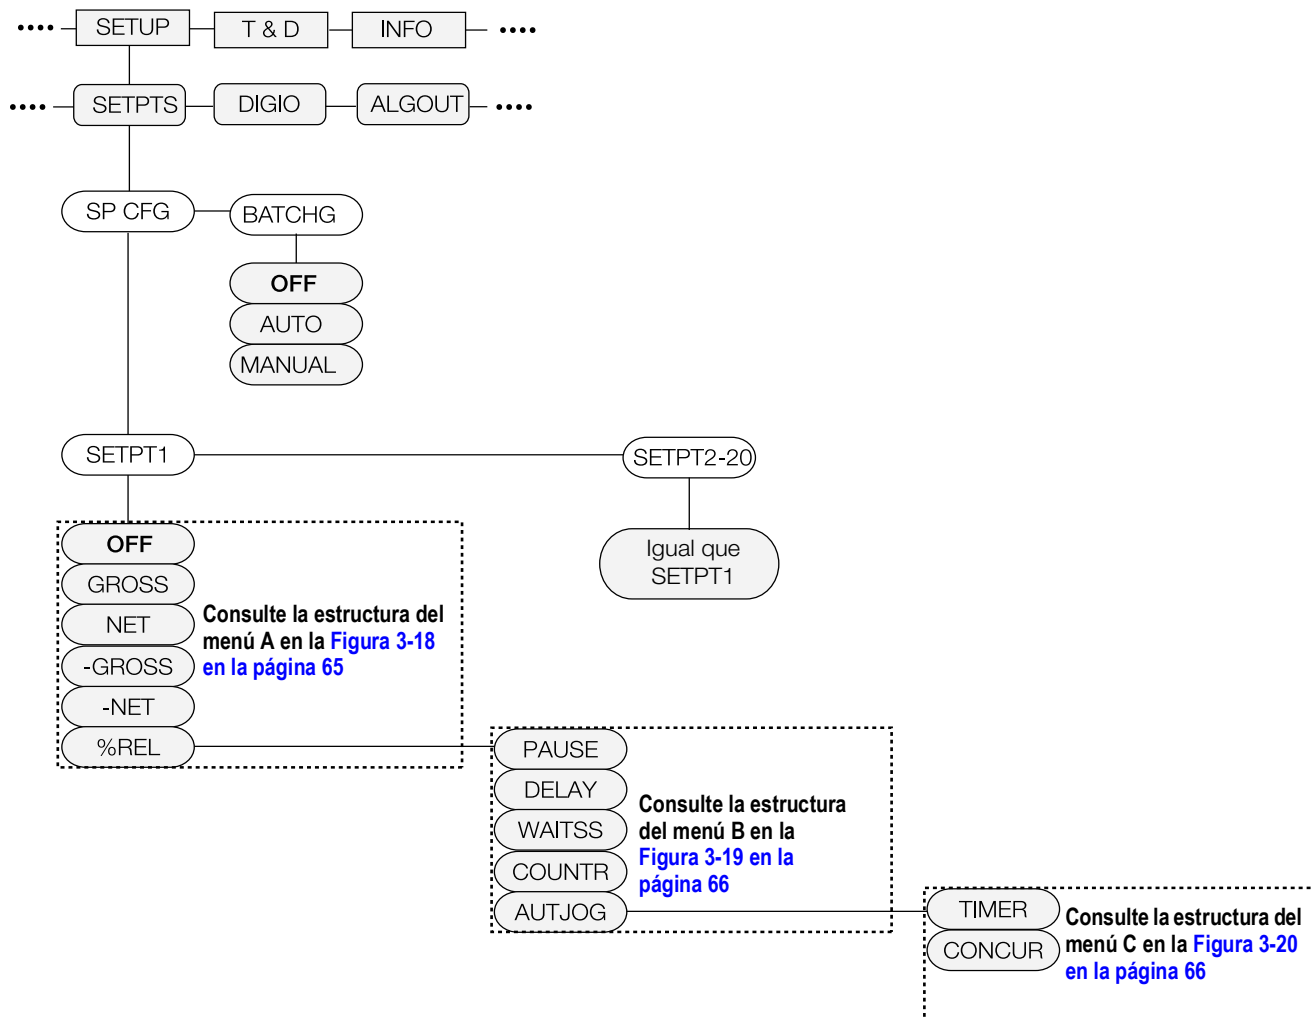 •••• SETUP T & D INFO ••••
•••• SETPTS DIGIO ALGOUT ••••
SP CFG BATCHG
OFF
AUTO
MANUAL
SETPT1 SETPT2-20
Igual que
SETPT1
OFF
GROSS
NET
-GROSS
-NET
%REL
Consulte la estructura del
menú A en la Figura 3-18
en la página 65
PAUSE
DELAY
WAITSS
COUNTR
AUTJOG
Consulte la estructura
del menú B en la
Figura 3-19 en la
página 66
TIMER
CONCUR
Consulte la estructura del
menú C en la Figura 3-20
en la página 66